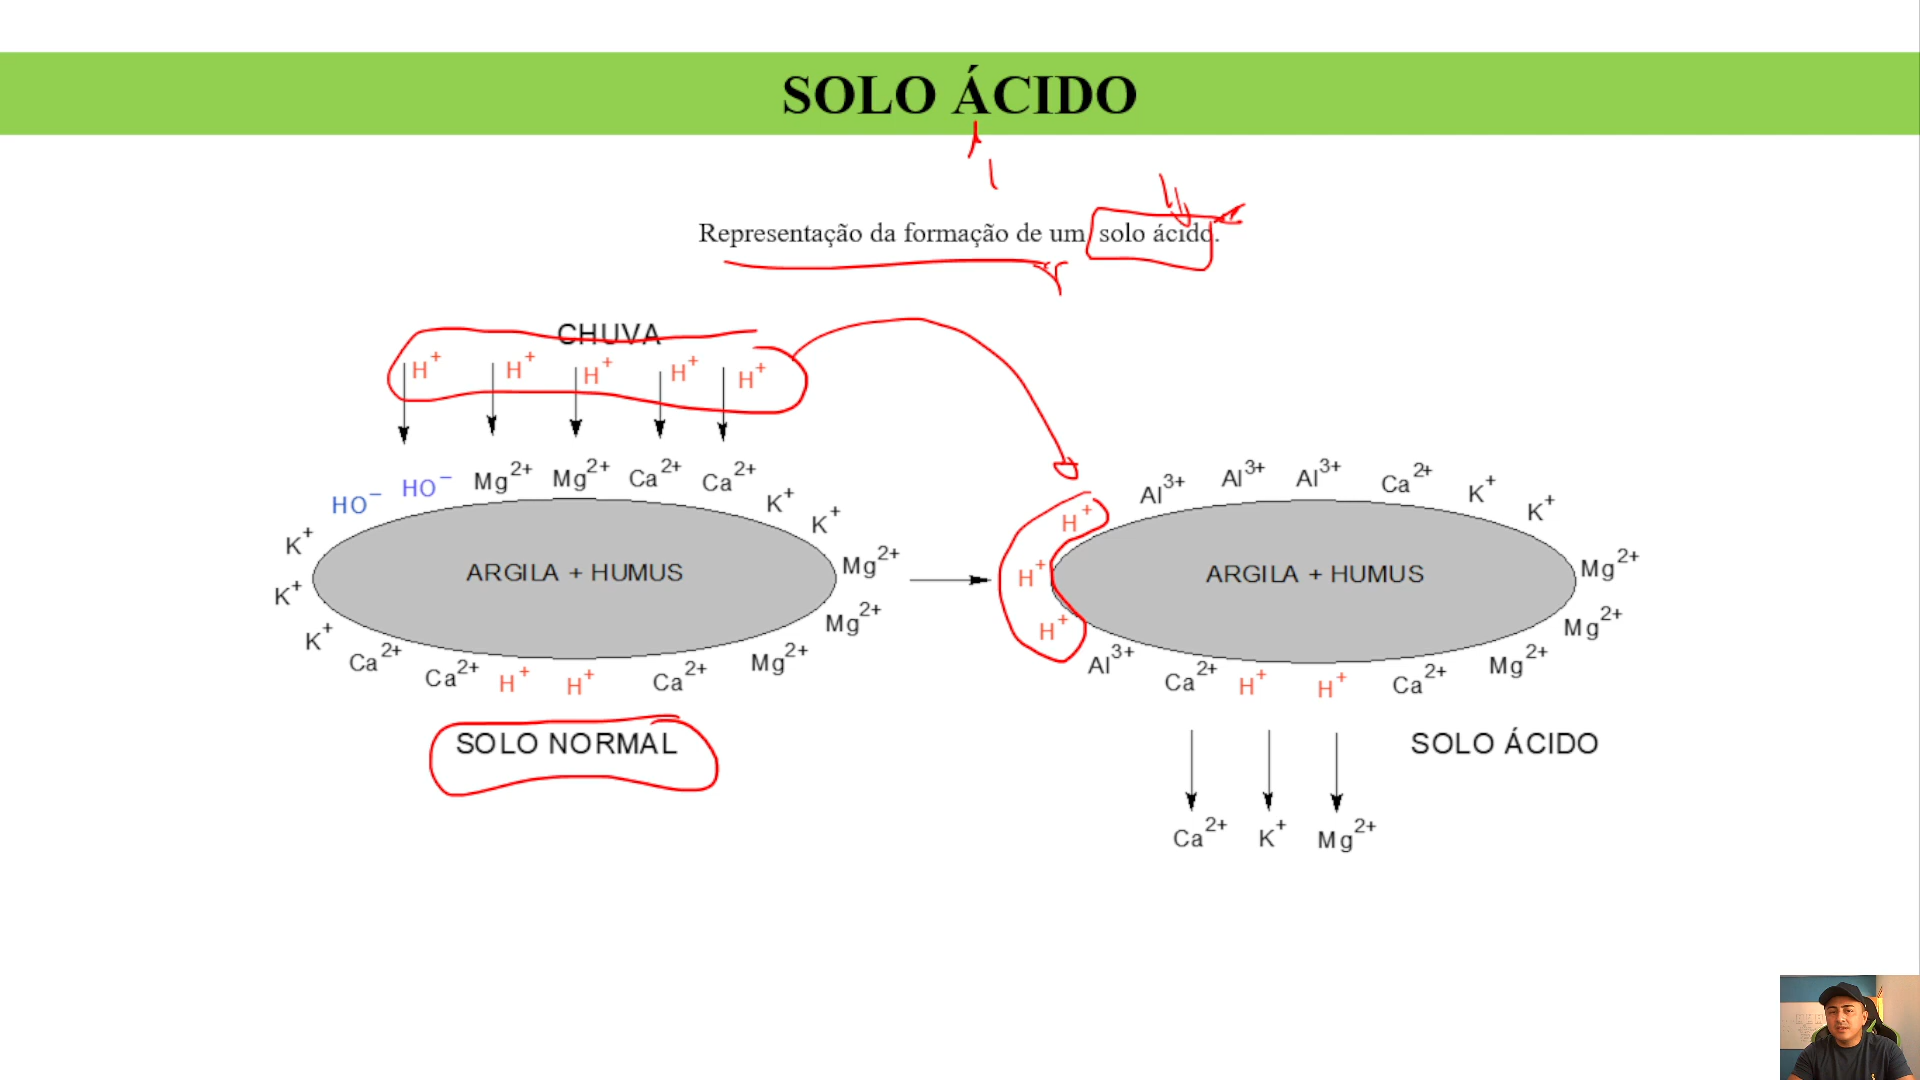 SOLO ÁCIDO
Representação da formação de um solo ácido.
CHUVA
H+ H+ H+ H+ H+
HO− HO− Mg2+ Mg2+ Ca2+ Ca2+ K+ K+
K+ K+ K+
ARGILA + HUMUS
Mg2+ Mg2+ Mg2+
Ca2+ Ca2+ H+ H+ Ca2+
SOLO NORMAL
Al3+ Al3+ Al3+ Ca2+ K+ K+
H+ H+ H+
ARGILA + HUMUS
Mg2+ Mg2+ Mg2+
Al3+ Ca2+ H+ H+ Ca2+
SOLO ÁCIDO
Ca2+ K+ Mg2+